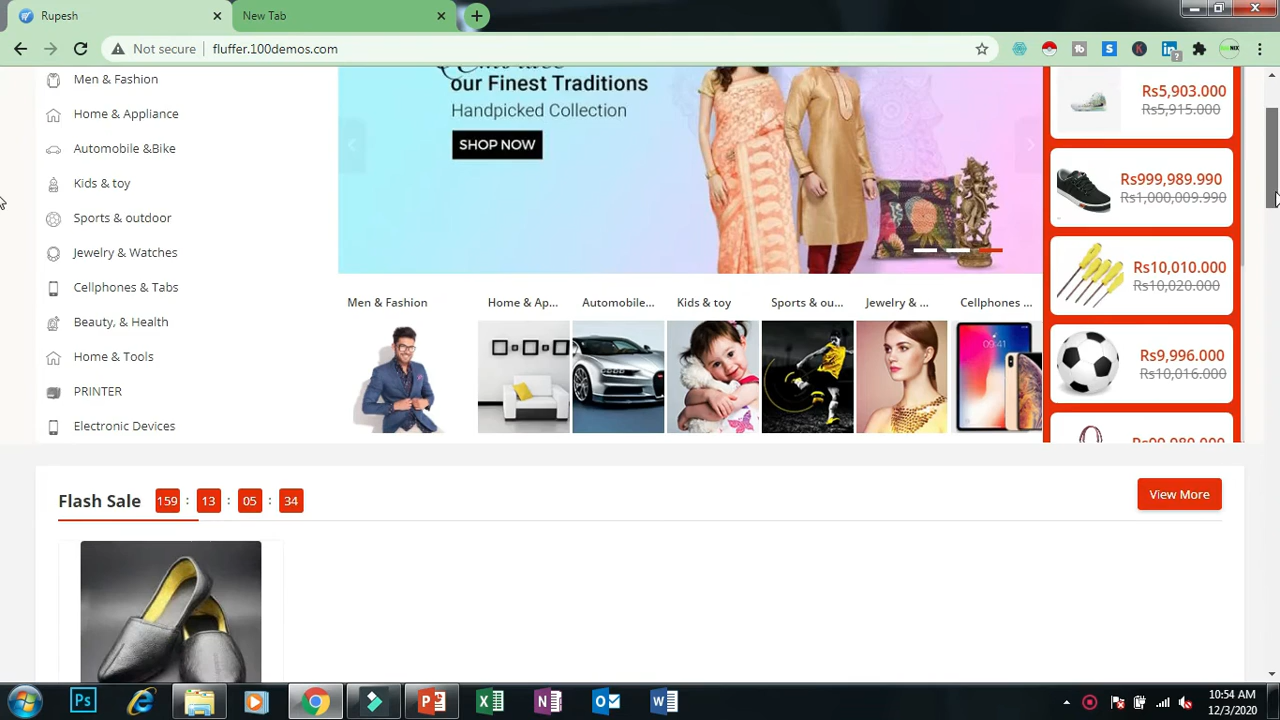 Rupesh
New Tab
Not secure
fluffer.100demos.com
Men & Fashion
Home & Appliance
Automobile &Bike
Kids & toy
Sports & outdoor
Jewelry & Watches
Cellphones & Tabs
Beauty, & Health
Home & Tools
PRINTER
Electronic Devices
our Finest Traditions
Handpicked Collection
SHOP NOW
Men & Fashion
Home & Ap...
Automobile...
Kids & toy
Sports & ou...
Jewelry & ...
Cellphones ...
09:41
Rs5,903.000
Rs5,915.000
Rs999,989.990
Rs1,000,009.990
Rs10,010.000
Rs10,020.000
Rs9,996.000
Rs10,016.000
Flash Sale 159 : 13 : 05 : 34
View More
10:54 AM
12/3/2020